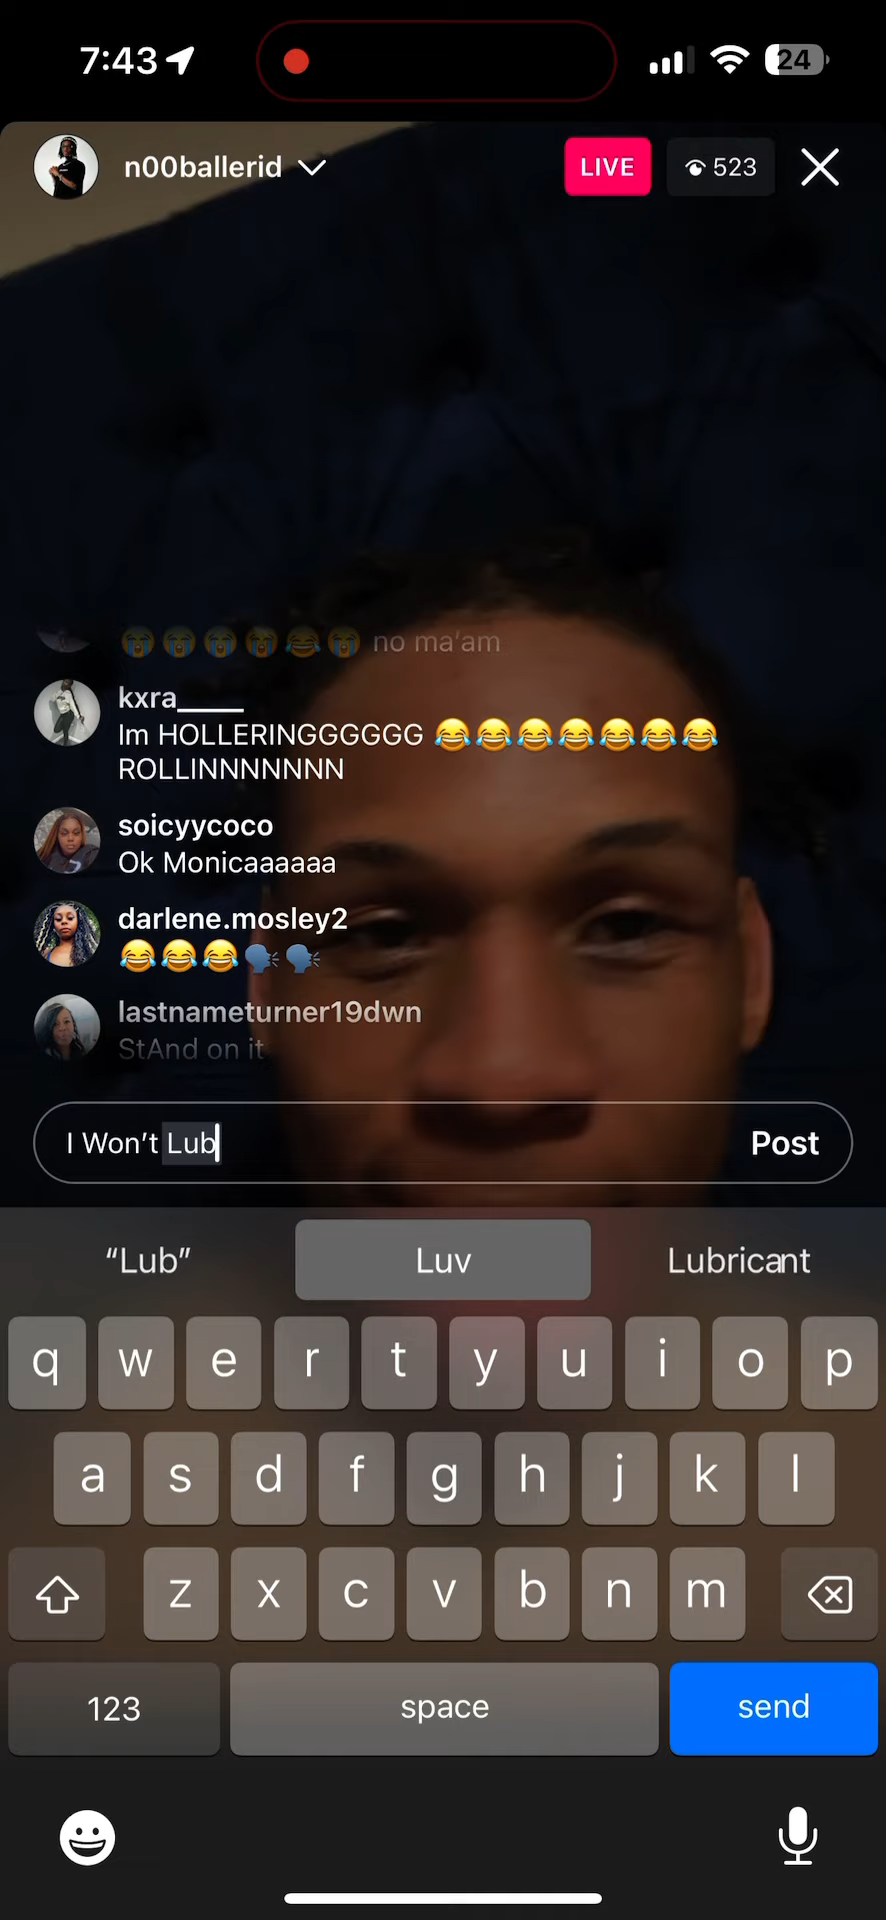 7:43
24
n00ballerid
LIVE
523
😭😭😭😭😂😭 no ma'am
kxra_____
Im HOLLERINGGGGGG 😂😂😂😂😂😂😂
ROLLINNNNNNN
soicyycoco
Ok Monicaaaaaa
darlene.mosley2
😂😂😂🗣️🗣️
lastnameturner19dwn
StAnd on it
I Won't Lub
Post
“Lub”
Luv
Lubricant
q w e r t y u i o p
a s d f g h j k l
z x c v b n m
123
space
send